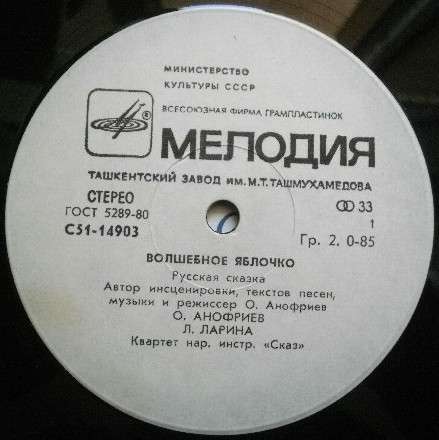 МИНИСТЕРСТВО
КУЛЬТУРЫ СССР
ВСЕСОЮЗНАЯ ФИРМА ГРАМПЛАСТИНОК
® МЕЛОДИЯ
ТАШКЕНТСКИЙ ЗАВОД ИМ. М. Т. ТАШМУХАМЕДОВА
СТЕРЕО 33
ГОСТ 5289-80 1
С51-14903 Гр. 2. 0-85
ВОЛШЕБНОЕ ЯБЛОЧКО
Русская сказка
Автор инсценировки, текстов песен,
музыки и режиссер О. Анофриев
О. АНОФРИЕВ
Л. ЛАРИНА
Квартет нар. инстр. «Сказ»